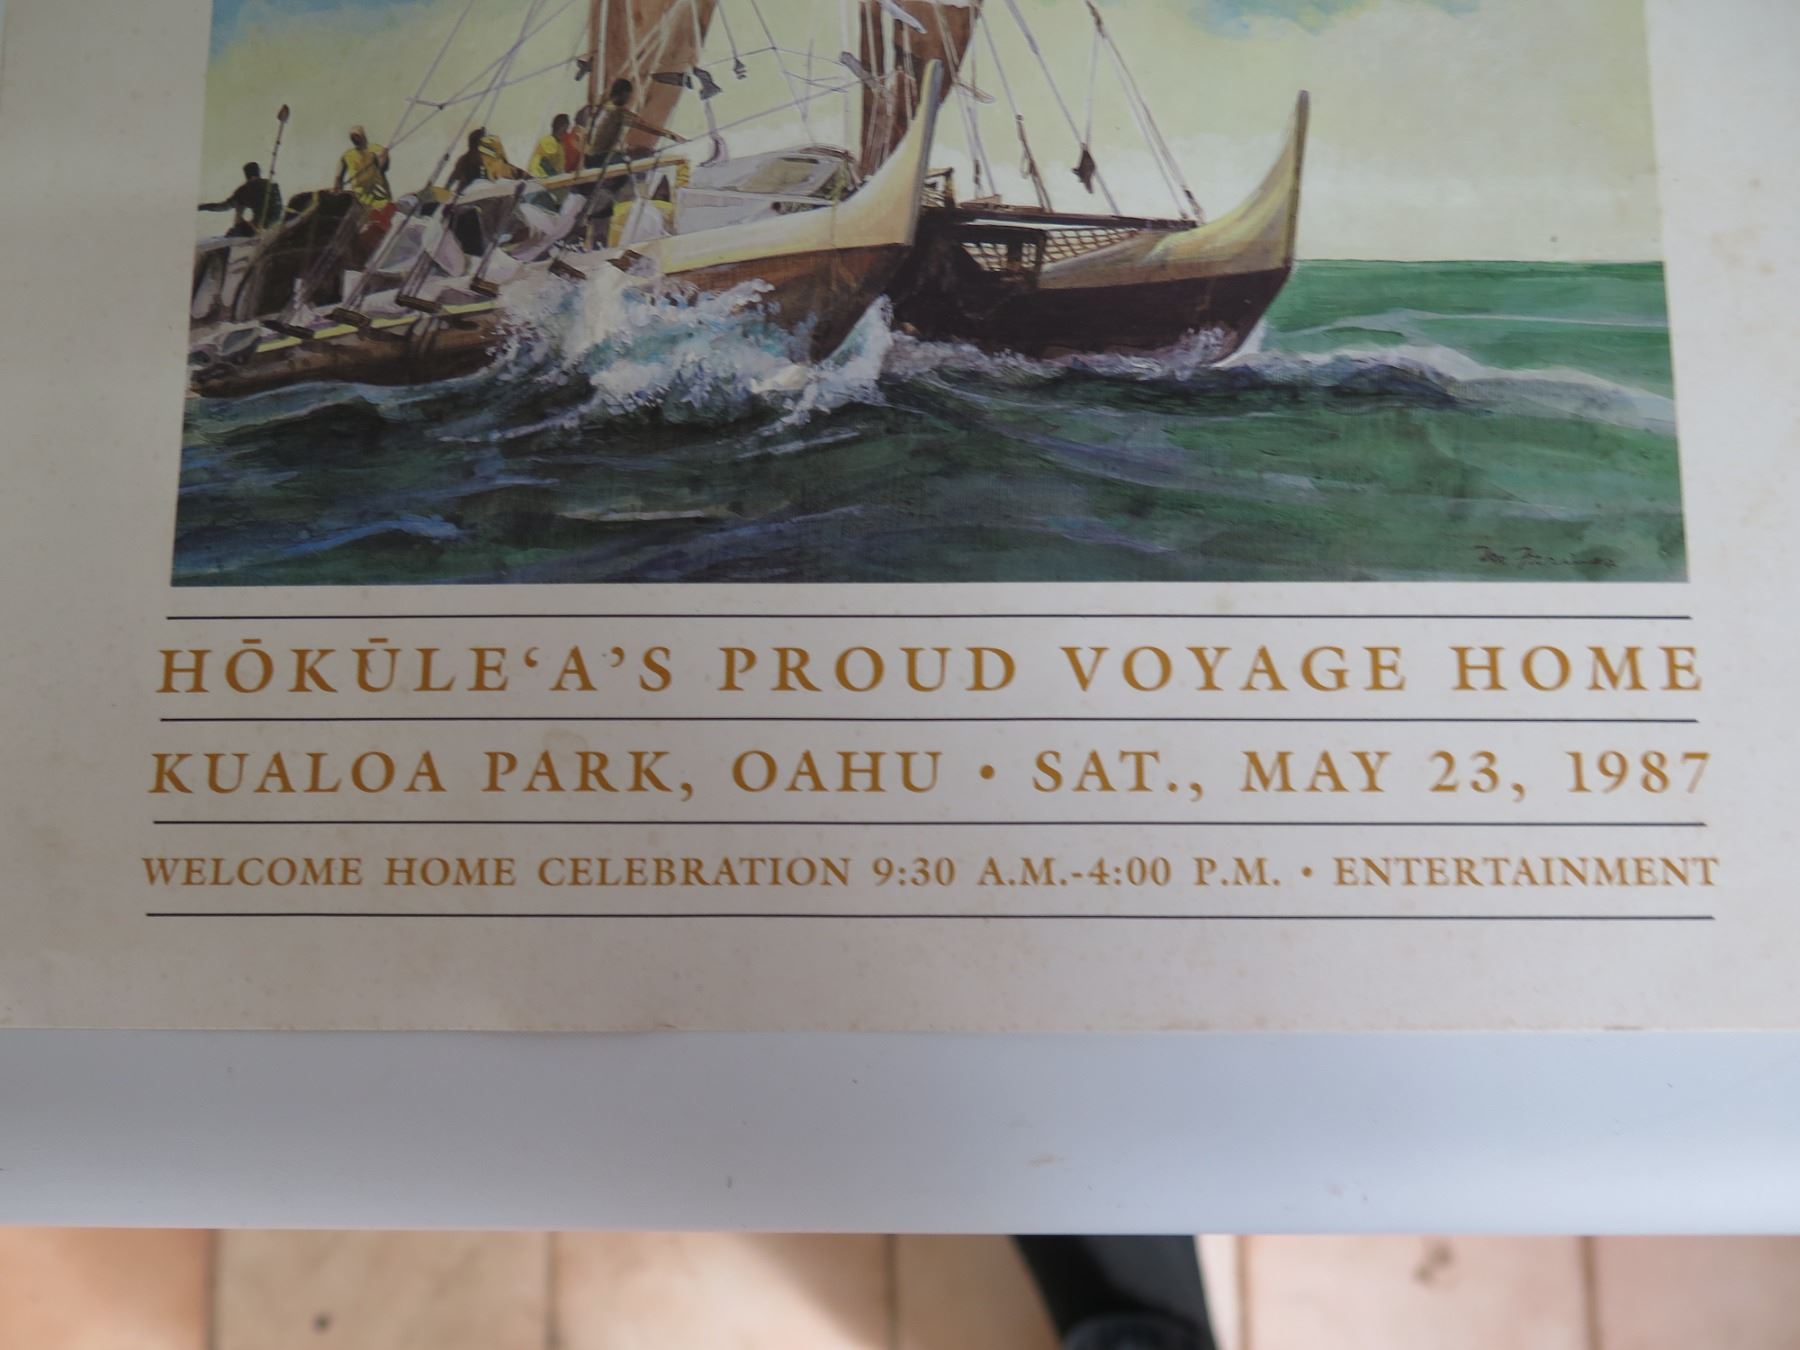 HŌKŪLE‘A’S PROUD VOYAGE HOME
KUALOA PARK, OAHU • SAT., MAY 23, 1987
WELCOME HOME CELEBRATION 9:30 A.M.-4:00 P.M. • ENTERTAINMENT